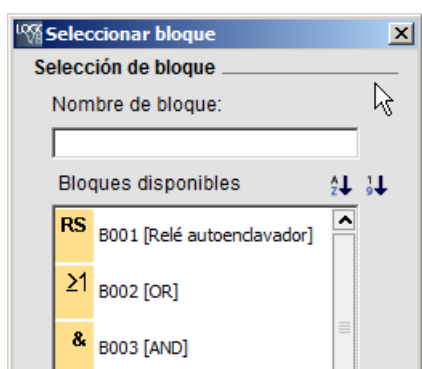 Seleccionar bloque
Selección de bloque
Nombre de bloque:
Bloques disponibles
RS B001 [Relé autoenclavador]
≥1 B002 [OR]
& B003 [AND]